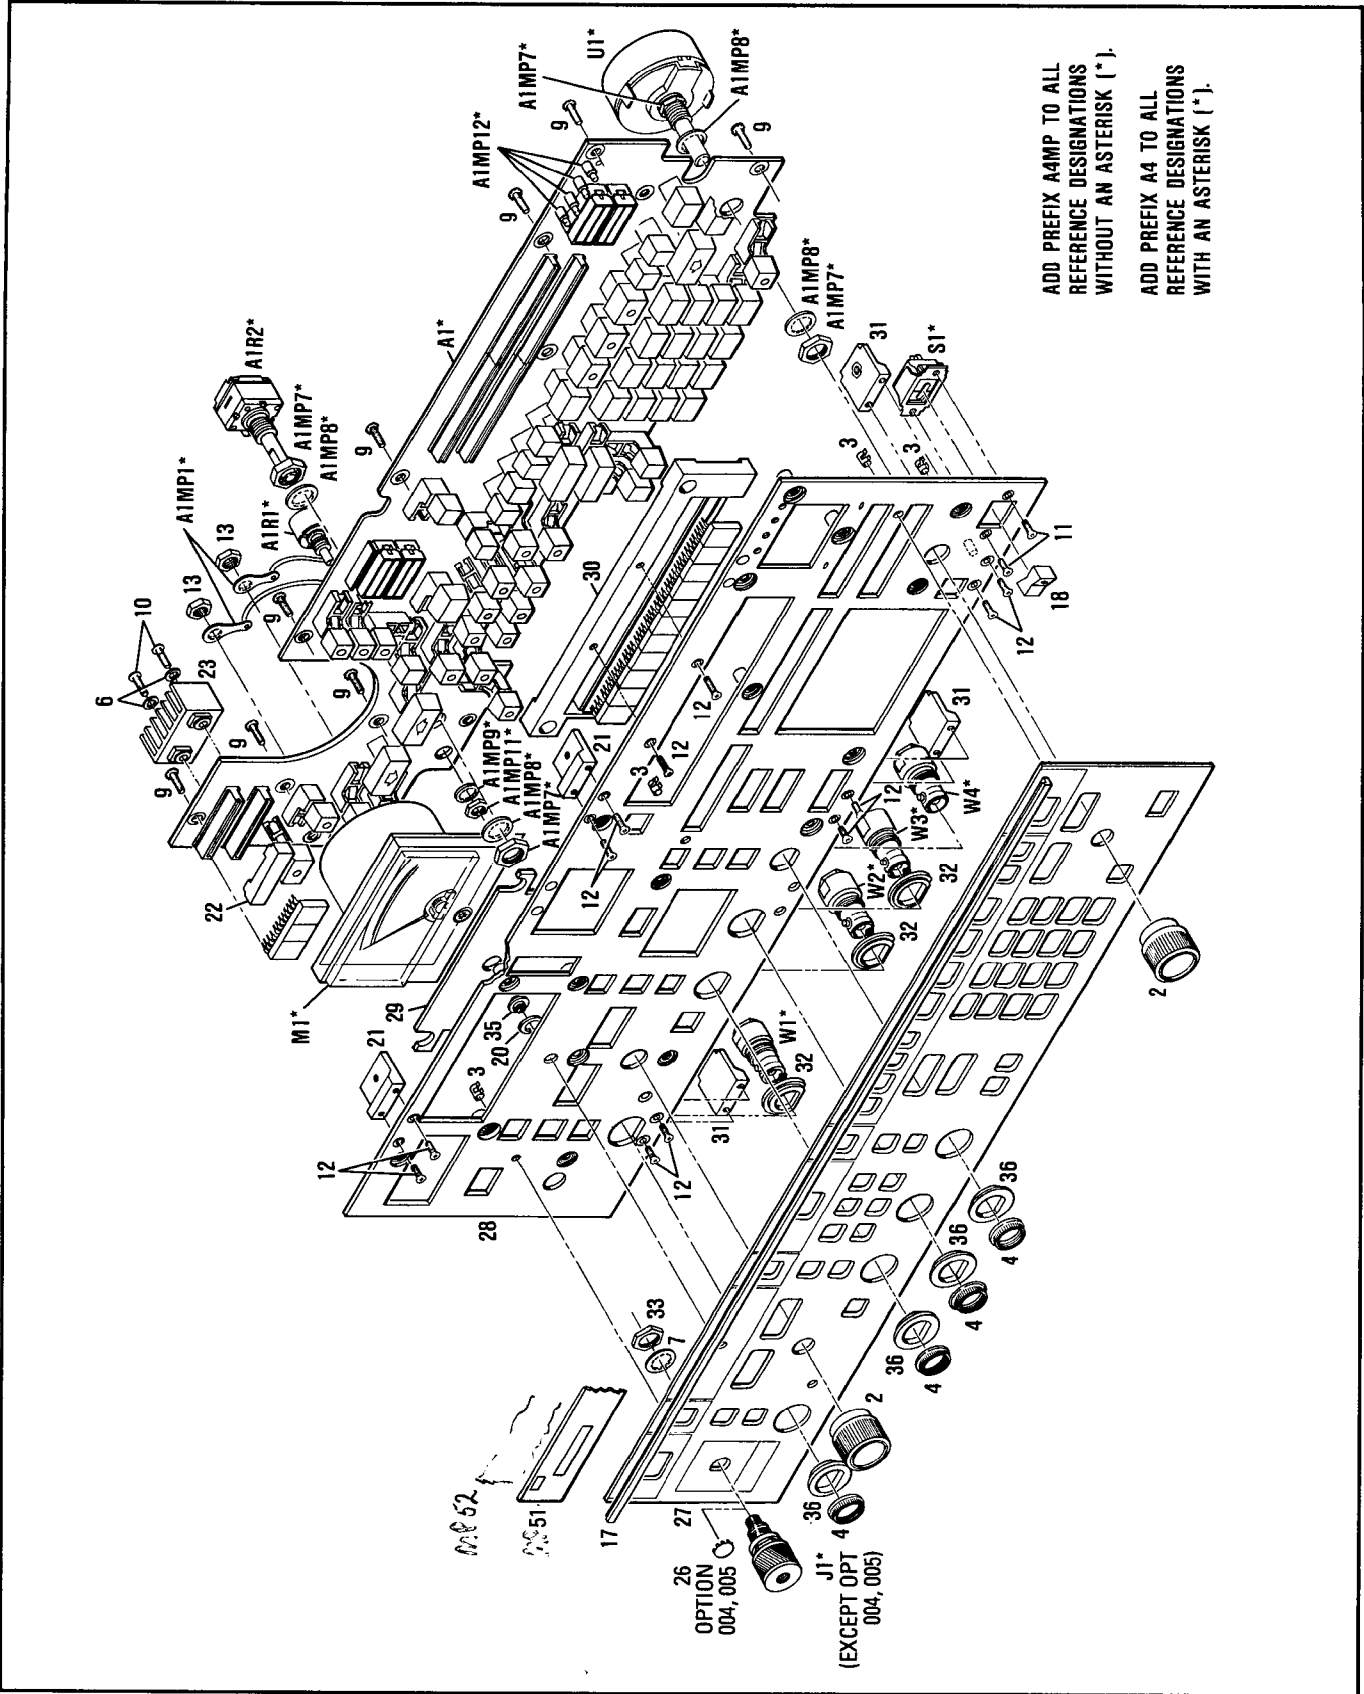 U1*
A1MP7*
A1MP8*
9
9
A1MP12*
9
A1R2*
A1*
A1MP7*
A1MP8*
9
A1MP1*
A1R1*
13
13
9
10
6
23
9
9
9
A1MP9*
A1MP11*
A1MP8*
A1MP7*
22
M1*
30
A1MP8*
A1MP7*
31
S1*
3
3
11
12
18
21
12
12
3
12
29
21
35
20
3
12
28
31
12
W4*
W3*
32
W2*
32
W1*
32
31
12
33
7
2
MP52
MP51
17
27
26
OPTION
004, 005
J1*
(EXCEPT OPT
004, 005)
36
4
2
36
4
36
4
36
4
ADD PREFIX A4MP TO ALL
REFERENCE DESIGNATIONS
WITHOUT AN ASTERISK (*).
ADD PREFIX A4 TO ALL
REFERENCE DESIGNATIONS
WITH AN ASTERISK (*).